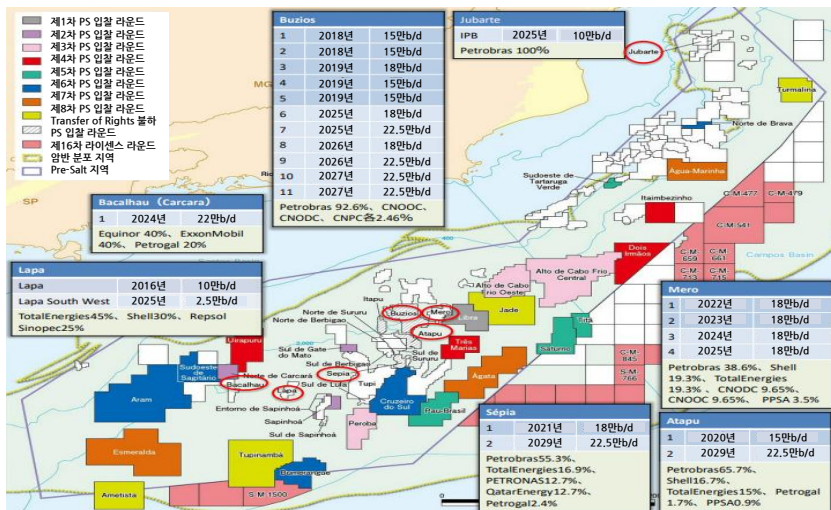 제1차 PS 입찰 라운드
제2차 PS 입찰 라운드
제3차 PS 입찰 라운드
제4차 PS 입찰 라운드
제5차 PS 입찰 라운드
제6차 PS 입찰 라운드
제7차 PS 입찰 라운드
제8차 PS 입찰 라운드
Transfer of Rights 불하
PS 입찰 라운드
제16차 라이센스 라운드
암반 분포 지역
Pre-Salt 지역
MG
SP
Buzios
1 2018년 15만b/d
2 2018년 15만b/d
3 2019년 18만b/d
4 2019년 15만b/d
5 2019년 15만b/d
6 2025년 18만b/d
7 2025년 22.5만b/d
8 2026년 18만b/d
9 2026년 22.5만b/d
10 2027년 22.5만b/d
11 2027년 22.5만b/d
Petrobras 92.6%、CNOOC、
CNODC、CNPC各2.46%
Jubarte
IPB 2025년 10만b/d
Petrobras 100%
Jubarte
Turmalina
Norte de Brava
Agua-Marinha
Sudoeste de
Tartaruga
Verde
Itaimbezinho
C-M-477
C-M-479
C-M-541
Dois
Irmãos
C-M-
659
C-M-
661
C-M-
713
C-M-
715
Campos Basin
400
Bacalhau (Carcara)
1 2024년 22만b/d
Equinor 40%、ExxonMobil
40%、Petrogal 20%
Lapa
Lapa 2016년 10만b/d
Lapa South West 2025년 2.5만b/d
TotalEnergies45%、Shell30%、Repsol
Sinopec25%
Alto de Cabo Frio
Central
Alto de Cabo
Frio Oeste
Jade
Libra
Itapu
Buzios
Mero
Atapu
Norte de Sururu
Norte de Berbigao
Sul de Gato
do Mato
Sul de Berbigao
Sul de
Sururu
Três
Marias
Uirapuru
Sudoeste
de
Sagitário
Norte de Carcará
Sepia
Bacalhau
Lapa
Sul de Lula
Tupi
Entorno de Sapinhoá
Sapinhoá
Sul de Sapinhoá
Aram
Cruzeiro
do Sul
Pau-Brasil
Peroba
Ágata
Saturno
Titã
C-M-
845
S-M-
766
Esmeralda
Tupinambá
Bumerangue
Ametista
S-M-1500
Mero
1 2022년 18만b/d
2 2023년 18만b/d
3 2024년 18만b/d
4 2025년 18만b/d
Petrobras 38.6%、Shell
19.3%、TotalEnergies
19.3% 、CNODC 9.65%、
CNOOC 9.65%、PPSA 3.5%
Sépia
1 2021년 18만b/d
2 2029년 22.5만b/d
Petrobras55.3%、
TotalEnergies16.9%、
PETRONAS12.7%、
QatarEnergy12.7%、
Petrogal2.4%
Atapu
1 2020년 15만b/d
2 2029년 22.5만b/d
Petrobras65.7%、
Shell16.7%、
TotalEnergies15%、Petrogal
1.7%、PPSA0.9%
0